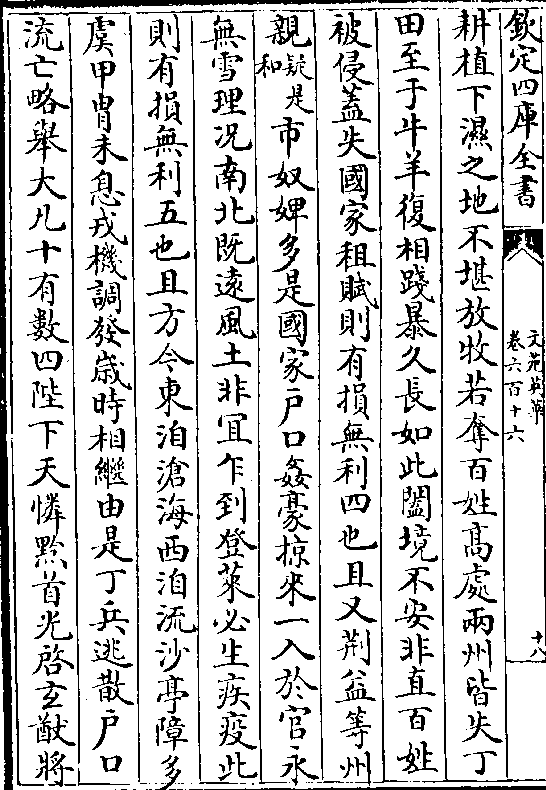 欽定四庫全書
文苑英華
卷六百十六
十八
耕植下濕之地不堪放牧若奪百姓髙處兩州皆失丁
田至于牛羊復相踐暴久長如此闔境不安非直百姓
被侵蓋失國家租賦則有損無利四也且又荆益等州
親疑是和市奴婢多是國家户口姦豪掠來一入於官永
無雪理况南北既逺風土非宜乍到登萊必生疾疫此
則有損無利五也且方今東洎滄海西洎流沙亭障多
虞甲胄未息戎機調發嵗時相繼由是丁兵逃散户口
流亡略舉大凡十有數四陛下天憐黔首光啓玄猷將